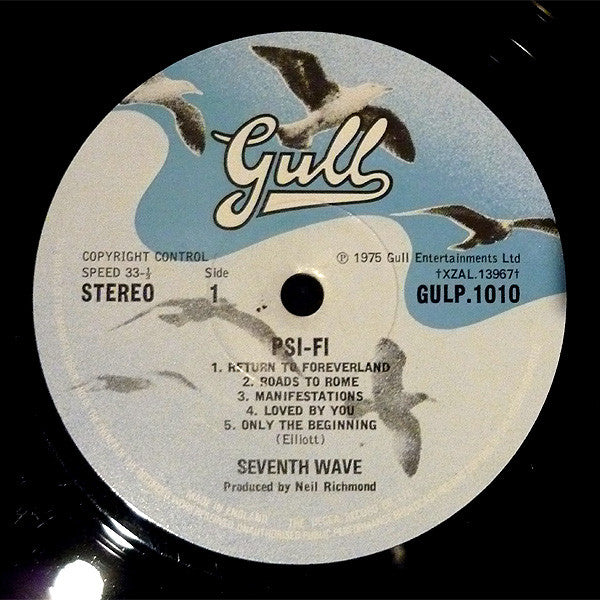 Gull
COPYRIGHT CONTROL
SPEED 33-⅓ Side
STEREO 1
℗ 1975 Gull Entertainments Ltd
†XZAL.13967†
GULP.1010
PSI-FI
1. RETURN TO FOREVERLAND
2. ROADS TO ROME
3. MANIFESTATIONS
4. LOVED BY YOU
5. ONLY THE BEGINNING
(Elliott)
SEVENTH WAVE
Produced by Neil Richmond
MADE IN ENGLAND